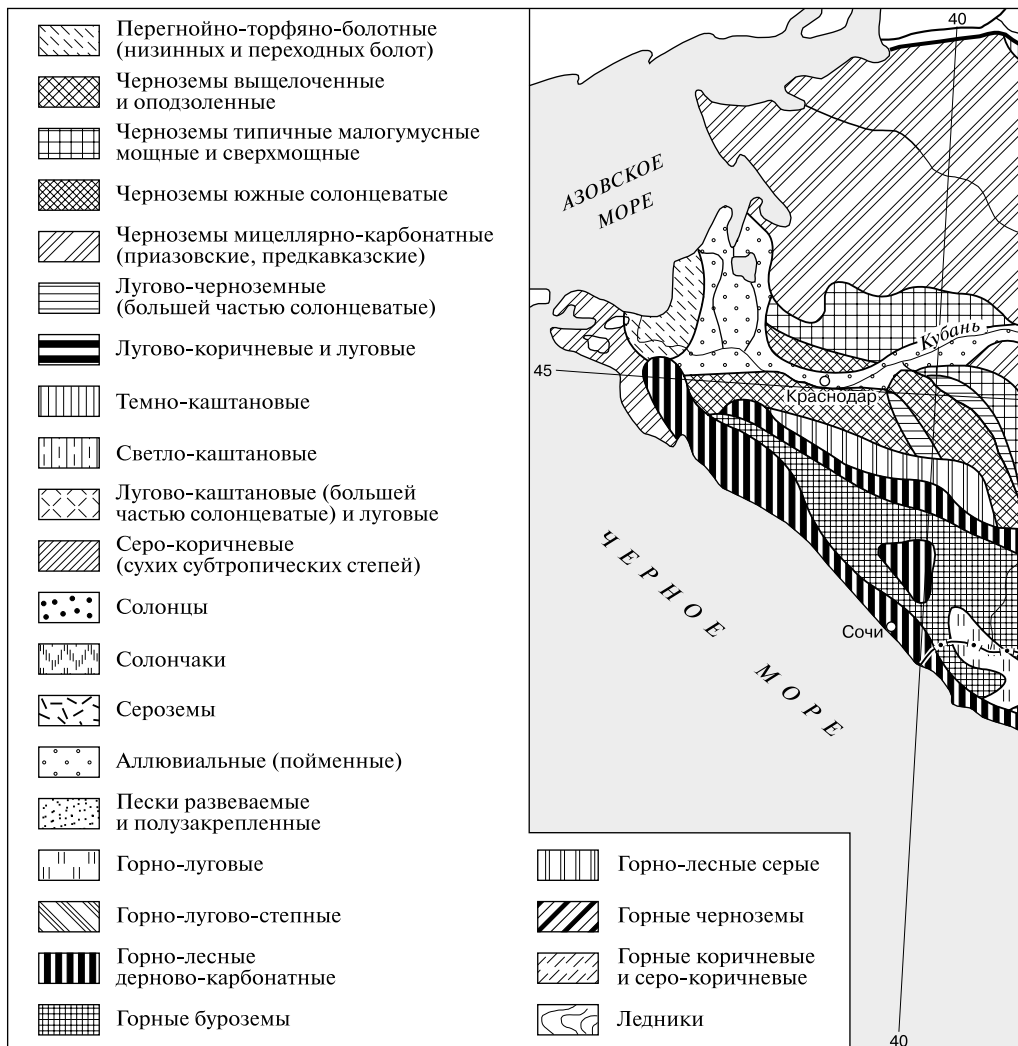 Перегнойно-торфяно-болотные
(низинных и переходных болот)
Черноземы выщелоченные
и оподзоленные
Черноземы типичные малогумусные
мощные и сверхмощные
Черноземы южные солонцеватые
Черноземы мицеллярно-карбонатные
(приазовские, предкавказские)
Лугово-черноземные
(большей частью солонцеватые)
Лугово-коричневые и луговые
Темно-каштановые
Светло-каштановые
Лугово-каштановые (большей
частью солонцеватые) и луговые
Серо-коричневые
(сухих субтропических степей)
Солонцы
Солончаки
Сероземы
Аллювиальные (пойменные)
Пески развеваемые
и полузакрепленные
Горно-луговые
Горно-лугово-степные
Горно-лесные
дерново-карбонатные
Горные буроземы
Горно-лесные серые
Горные черноземы
Горные коричневые
и серо-коричневые
Ледники
40
АЗОВСКОЕ
МОРЕ
Кубань
45
Краснодар
ЧЕРНОЕ МОРЕ
Сочи
40